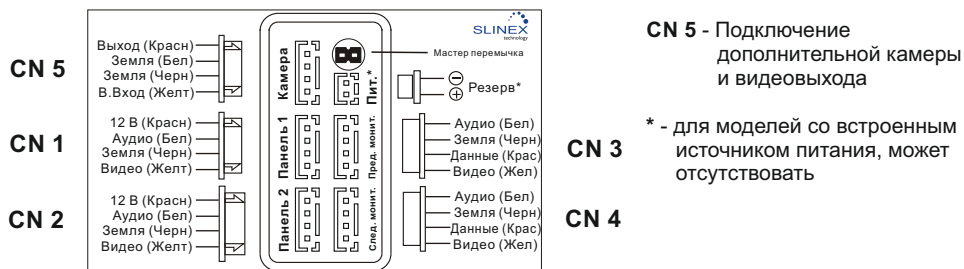 CN 5
Выход (Красн)
Земля (Бел)
Земля (Черн)
В.Вход (Желт)
CN 1
12 В (Красн)
Аудио (Бел)
Земля (Черн)
Видео (Желт)
CN 2
12 В (Красн)
Аудио (Бел)
Земля (Черн)
Видео (Желт)
Камера
Пит.*
Панель 1
Пред. монит.
Панель 2
След. монит.
SLINEX
technology
Мастер перемычка
Резерв*
Аудио (Бел)
Земля (Черн)
Данные (Крас)
Видео (Жел)
CN 3
Аудио (Бел)
Земля (Черн)
Данные (Крас)
Видео (Жел)
CN 4
CN 5 - Подключение
дополнительной камеры
и видеовыхода
* - для моделей со встроенным
источником питания, может
отсутствовать